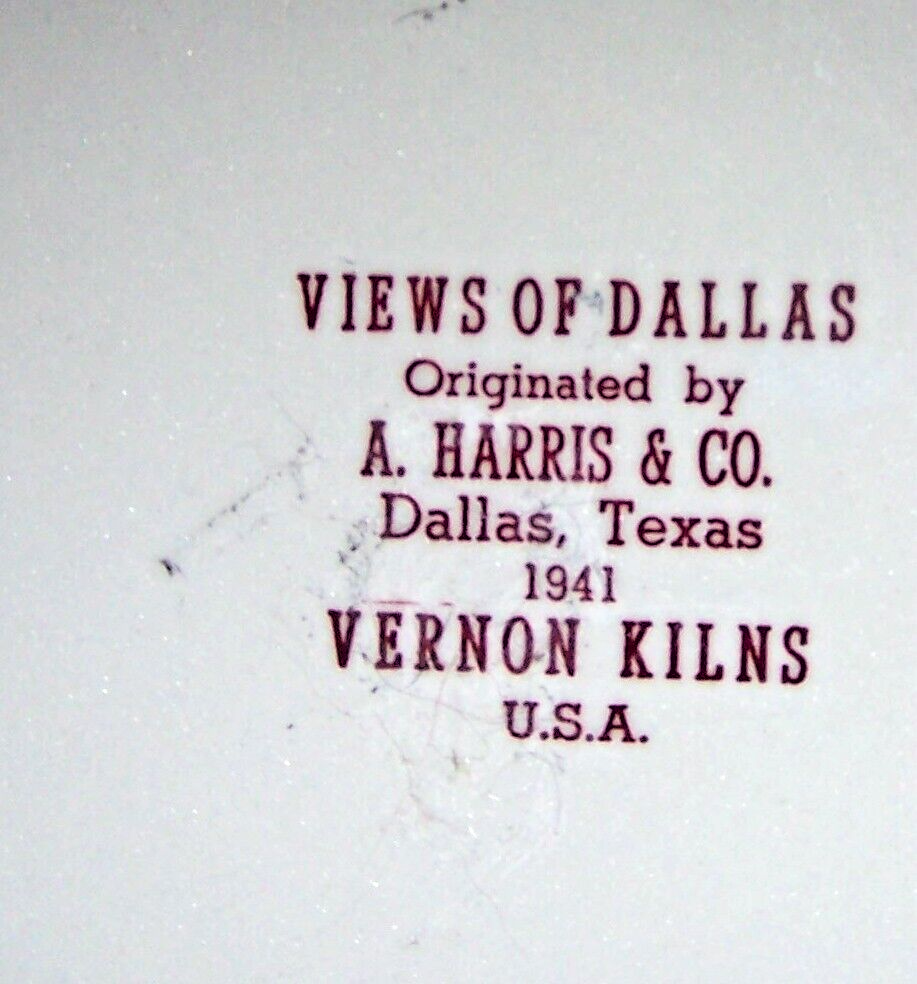 VIEWS OF DALLAS
Originated by
A. HARRIS & CO.
Dallas, Texas
1941
VERNON KILNS
U.S.A.